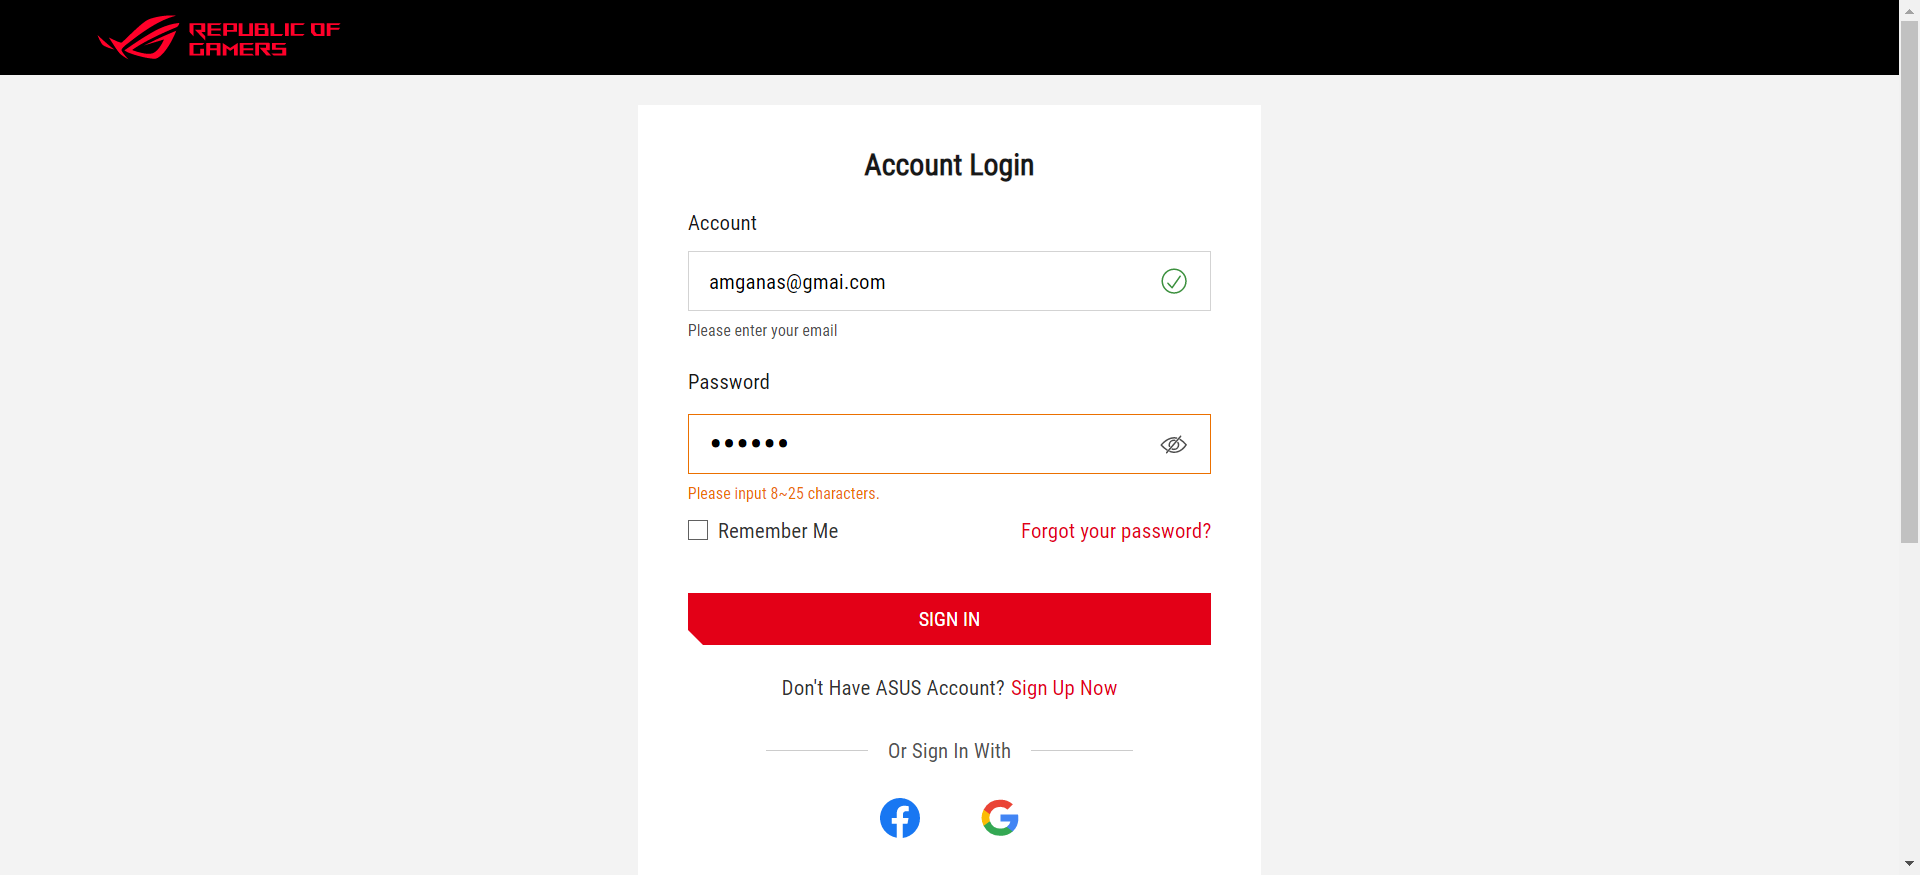 REPUBLIC OF
GAMERS
Account Login
Account
amganas@gmai.com
Please enter your email
Password
••••••
Please input 8~25 characters.
Remember Me
Forgot your password?
SIGN IN
Don't Have ASUS Account? Sign Up Now
Or Sign In With